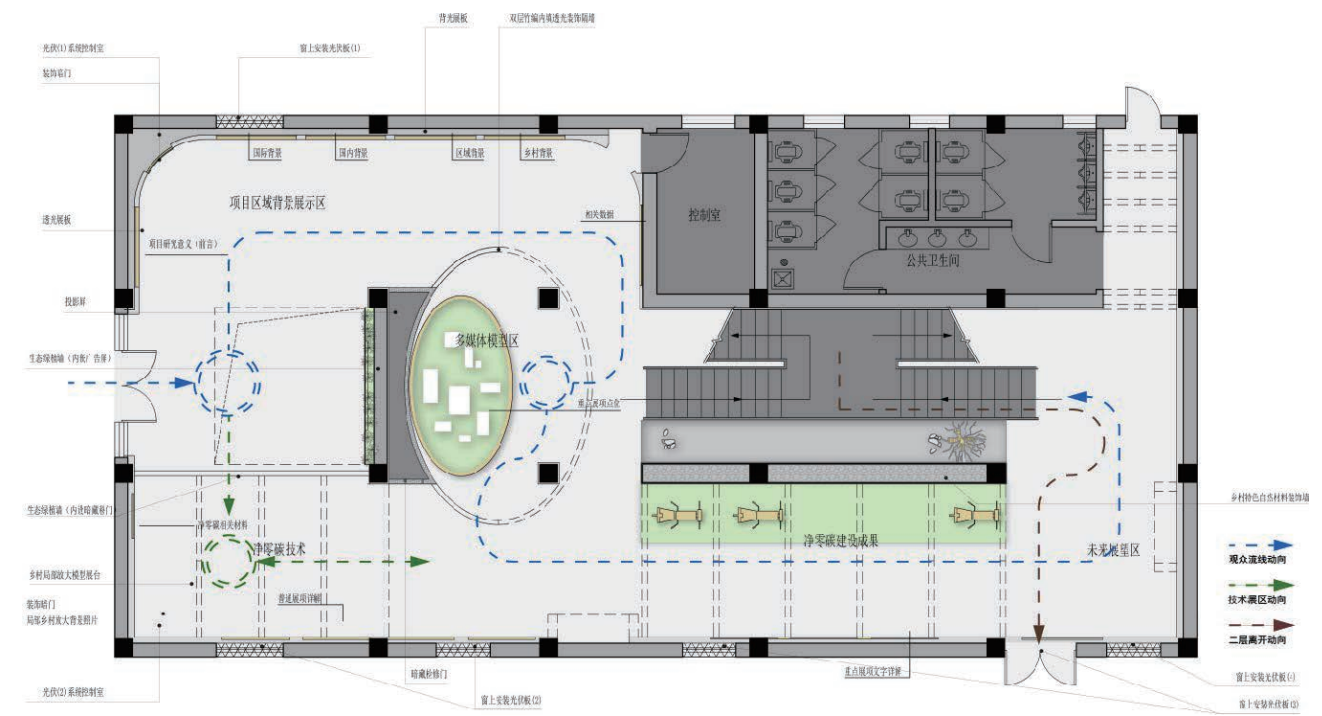 背光展板
双层竹编内填透光装饰隔墙
光伏(1)系统控制室
窗上安装光伏板(1)
装饰暗门
国际背景
国内背景
区域背景
乡村背景
项目区域背景展示区
透光展板
相关数据
控制室
项目研究意义（前言）
公共卫生间
投影屏
多媒体模型区
生态绿植墙（内嵌广告屏）
重点展项点位
乡村特色自然材料装饰墙
生态绿植墙（内进暗藏移门）
净零碳相关材料
净零碳技术
净零碳建设成果
未来展望区
观众流线动向
乡村局部放大模型展台
技术展区动向
普通展项详解
装饰暗门
局部乡村放大背景图片
二层离开动向
暗藏检修门
重点展项文字详解
窗上安装光伏板(-)
光伏(2)系统控制室
窗上安装光伏板(2)
窗上安装光伏板(3)